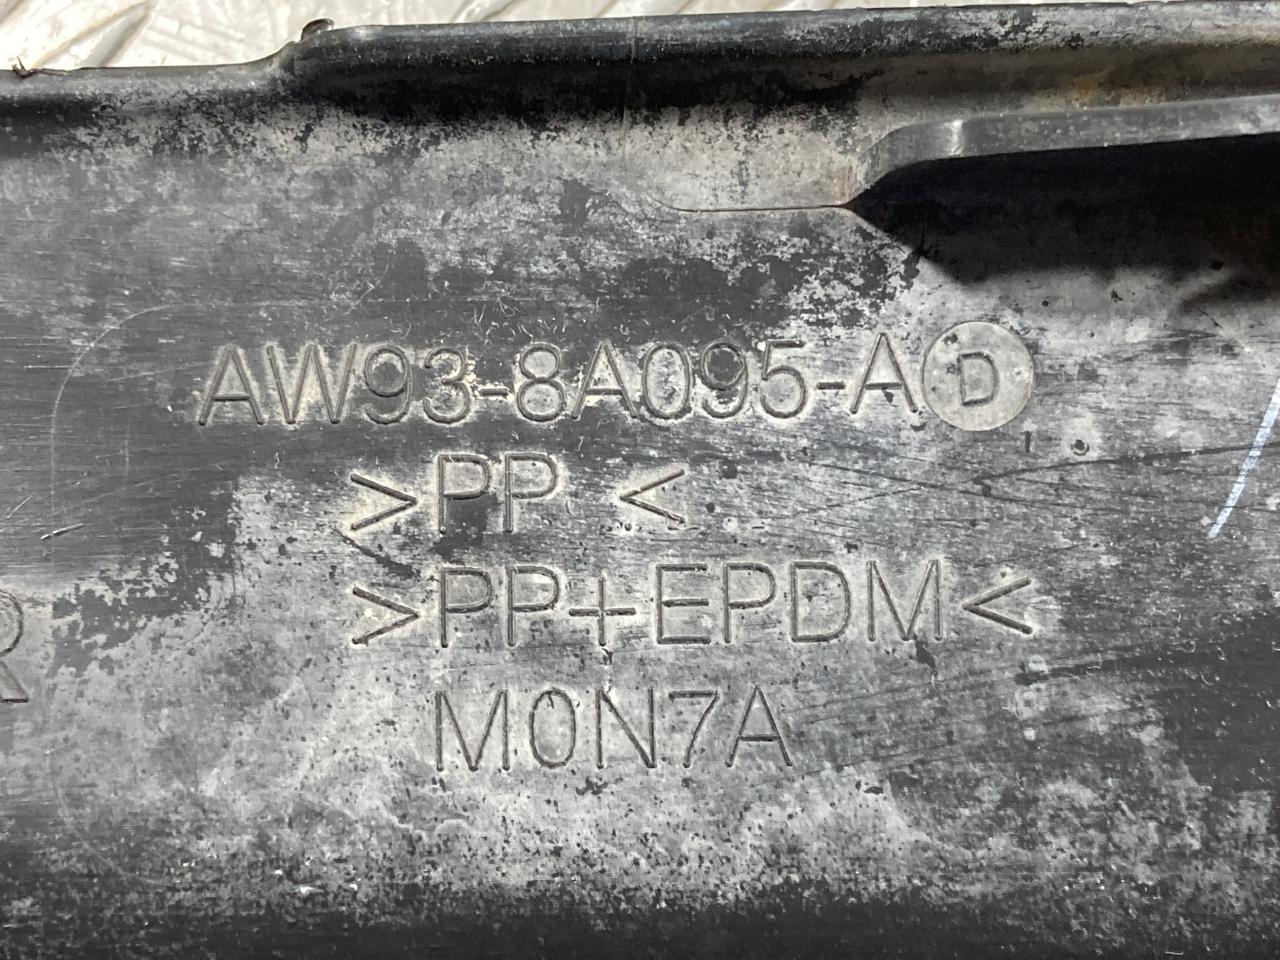 AW93-8A095-AD
>PP <
>PP+EPDM<
M0N7A
R